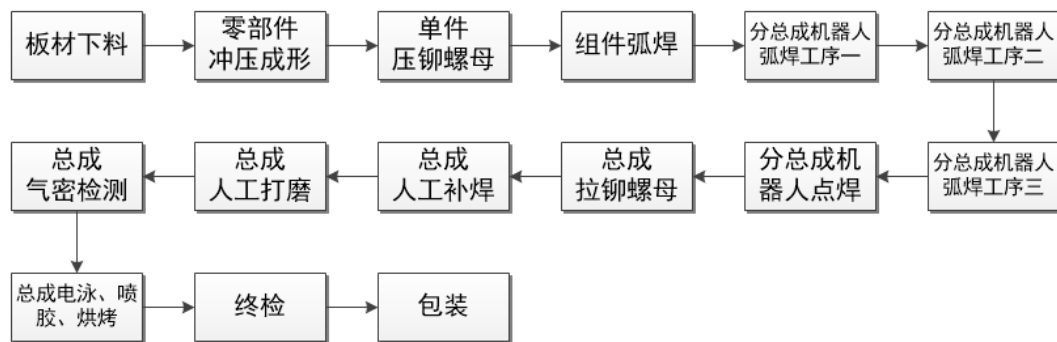 板材下料
零部件
冲压成形
单件
压铆螺母
组件弧焊
分总成机器人
弧焊工序一
分总成机器人
弧焊工序二
分总成机器人
弧焊工序三
分总成机
器人点焊
总成
拉铆螺母
总成
人工补焊
总成
人工打磨
总成
气密检测
总成电泳、喷
胶、烘烤
终检
包装